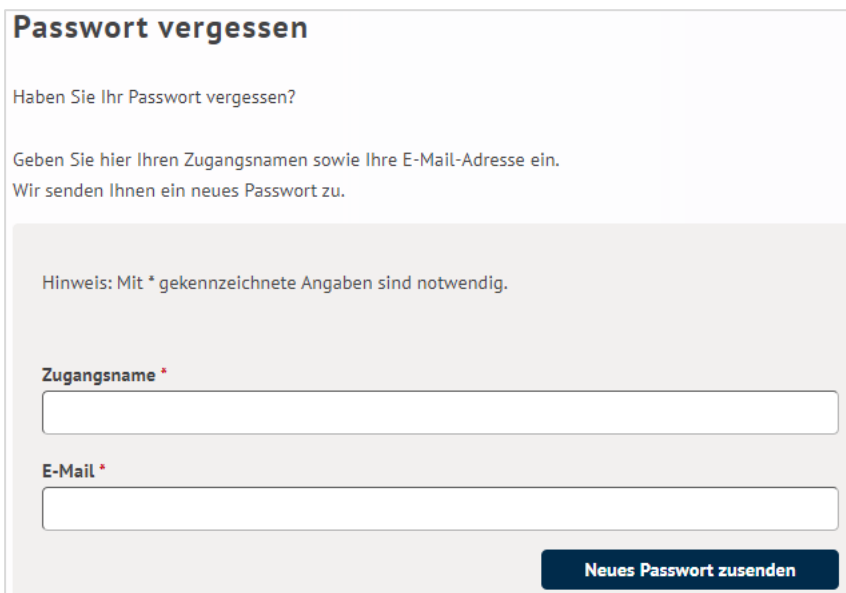 Passwort vergessen
Haben Sie Ihr Passwort vergessen?
Geben Sie hier Ihren Zugangsnamen sowie Ihre E-Mail-Adresse ein.
Wir senden Ihnen ein neues Passwort zu.
Hinweis: Mit * gekennzeichnete Angaben sind notwendig.
Zugangsname *
E-Mail *
Neues Passwort zusenden